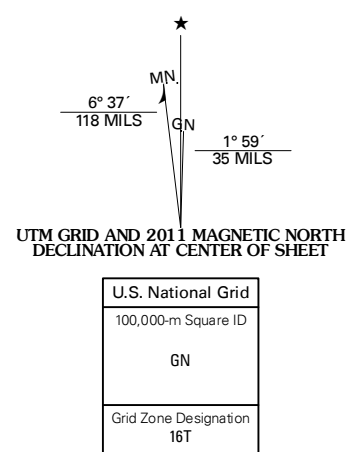 ★
MN.
6° 37´
118 MILS
GN
1° 59´
35 MILS
UTM GRID AND 2011 MAGNETIC NORTH
DECLINATION AT CENTER OF SHEET
U.S. National Grid
100,000-m Square ID
GN
Grid Zone Designation
16T